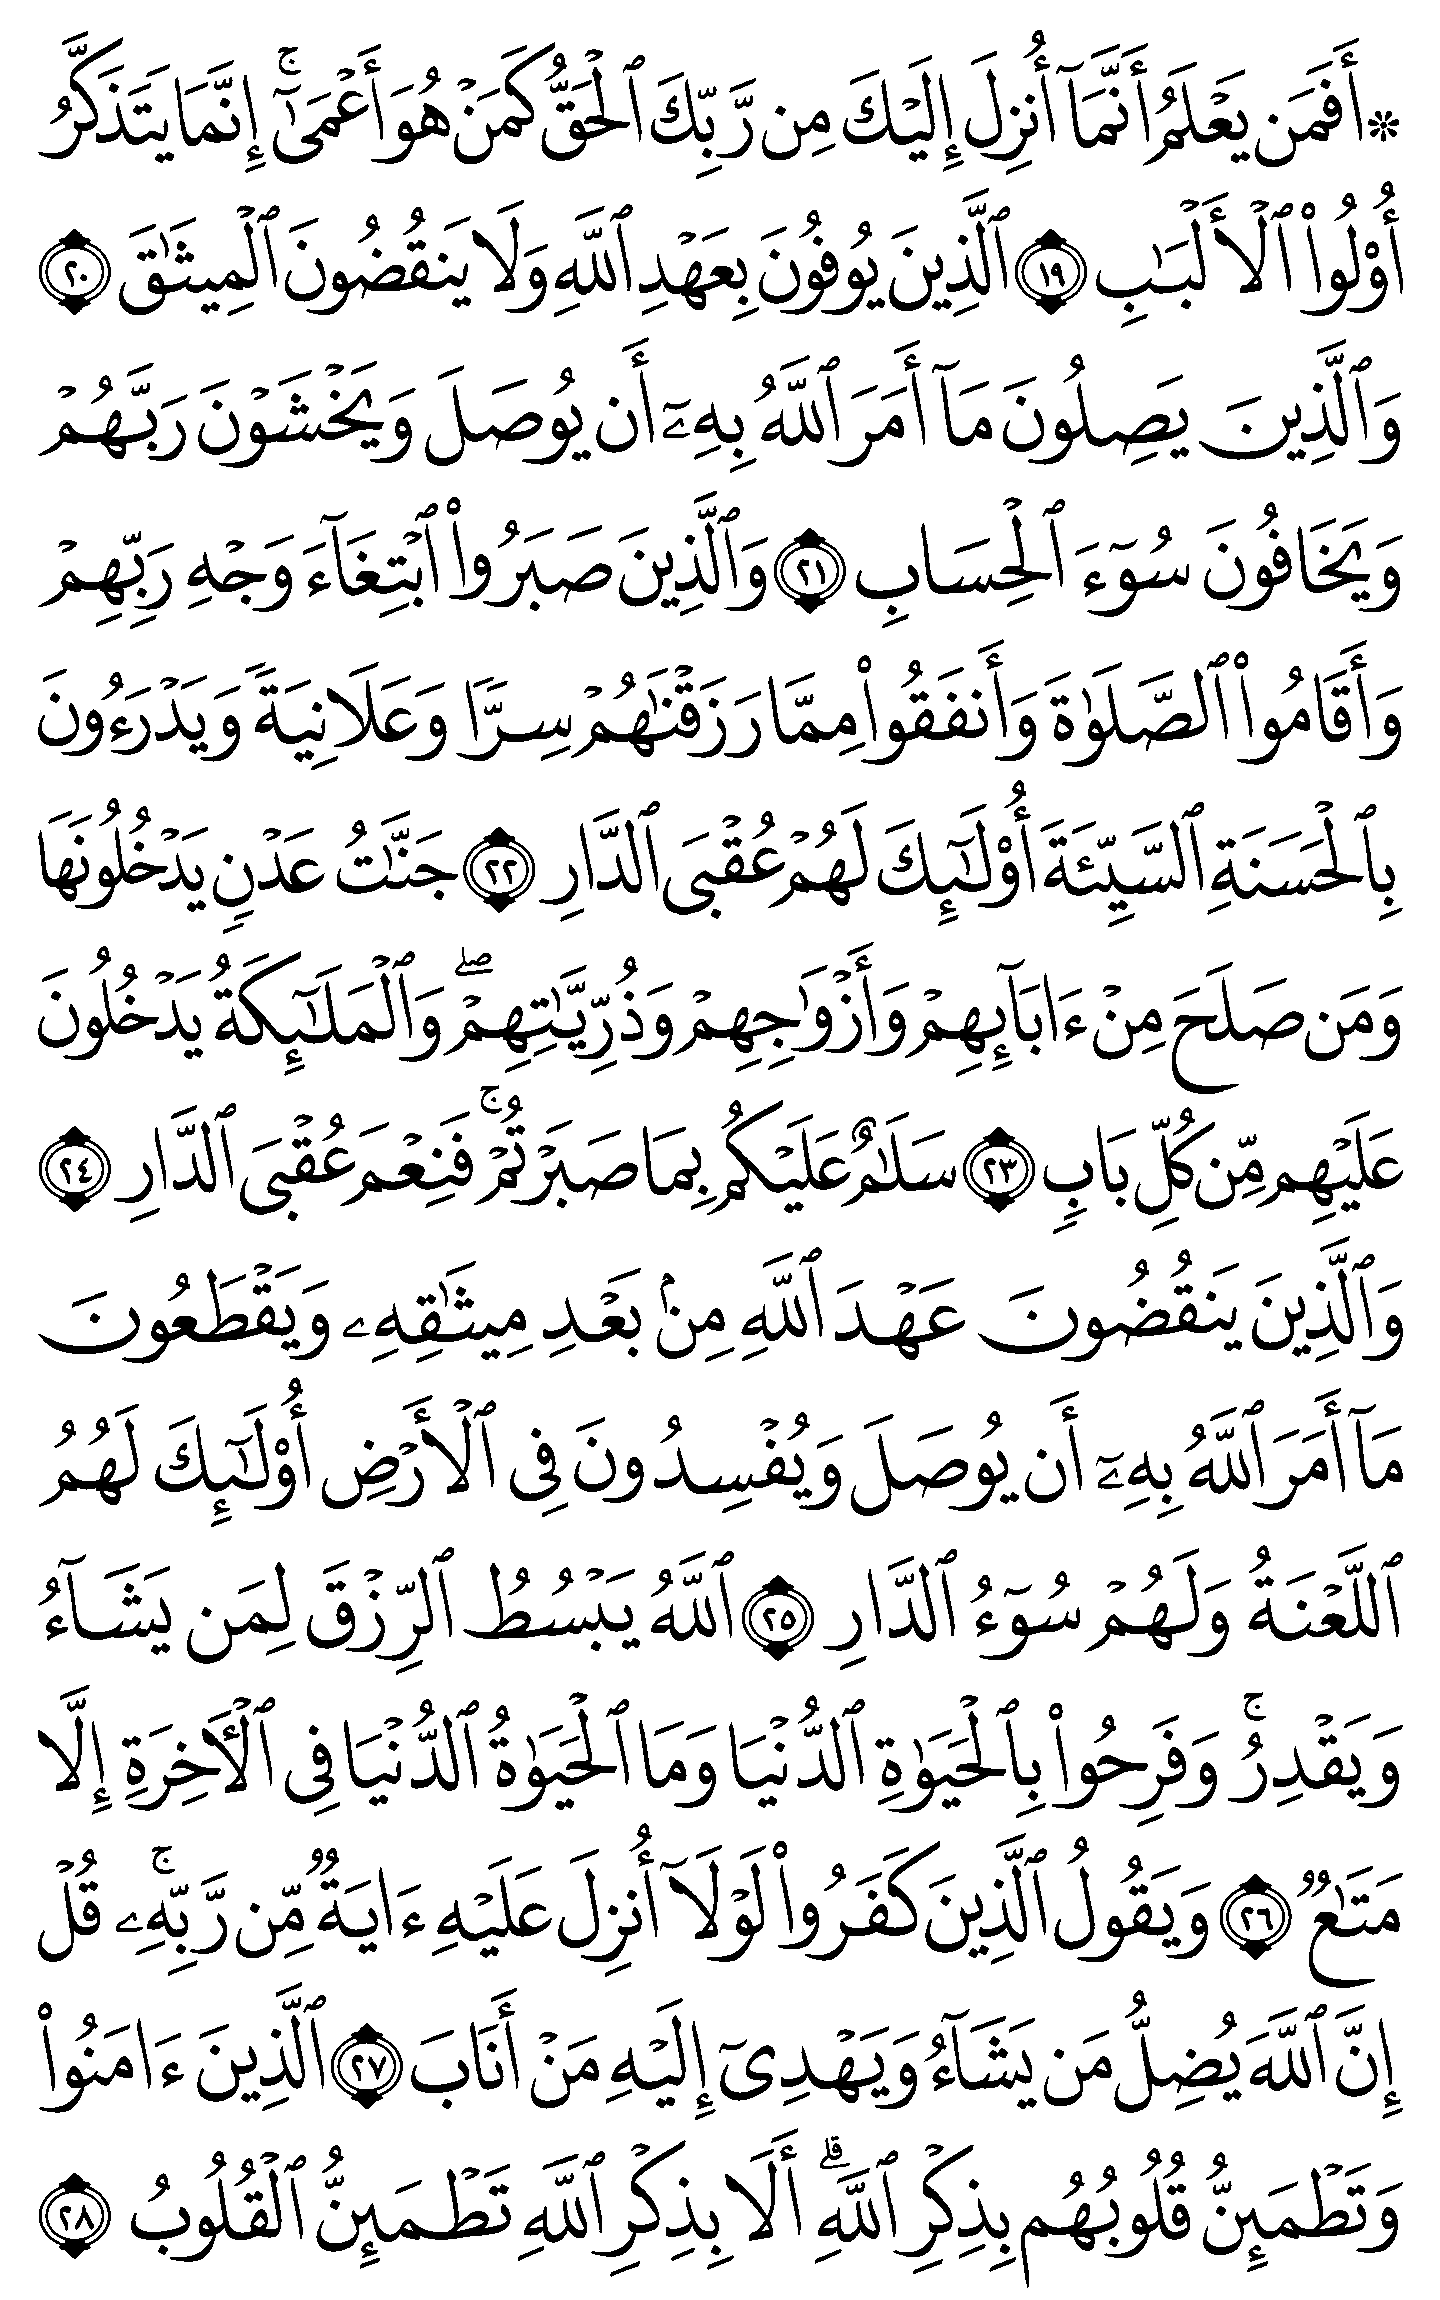 ۞ أَفَمَن يَعْلَمُ أَنَّمَآ أُنزِلَ إِلَيْكَ مِن رَّبِّكَ ٱلْحَقُّ كَمَنْ هُوَ أَعْمَىٰٓ ۚ إِنَّمَا يَتَذَكَّرُ
أُو۟لُوا۟ ٱلْأَلْبَـٰبِ ١٩ ٱلَّذِينَ يُوفُونَ بِعَهْدِ ٱللَّهِ وَلَا يَنقُضُونَ ٱلْمِيثَـٰقَ ٢٠
وَٱلَّذِينَ يَصِلُونَ مَآ أَمَرَ ٱللَّهُ بِهِۦٓ أَن يُوصَلَ وَيَخْشَوْنَ رَبَّهُمْ
وَيَخَافُونَ سُوٓءَ ٱلْحِسَابِ ٢١ وَٱلَّذِينَ صَبَرُوا۟ ٱبْتِغَآءَ وَجْهِ رَبِّهِمْ
وَأَقَامُوا۟ ٱلصَّلَوٰةَ وَأَنفَقُوا۟ مِمَّا رَزَقْنَـٰهُمْ سِرًّا وَعَلَانِيَةً وَيَدْرَءُونَ
بِٱلْحَسَنَةِ ٱلسَّيِّئَةَ أُو۟لَـٰٓئِكَ لَهُمْ عُقْبَى ٱلدَّارِ ٢٢ جَنَّـٰتُ عَدْنٍ يَدْخُلُونَهَا
وَمَن صَلَحَ مِنْ ءَابَآئِهِمْ وَأَزْوَٰجِهِمْ وَذُرِّيَّـٰتِهِمْ ۖ وَٱلْمَلَـٰٓئِكَةُ يَدْخُلُونَ
عَلَيْهِم مِّن كُلِّ بَابٍ ٢٣ سَلَـٰمٌ عَلَيْكُم بِمَا صَبَرْتُمْ ۚ فَنِعْمَ عُقْبَى ٱلدَّارِ ٢٤
وَٱلَّذِينَ يَنقُضُونَ عَهْدَ ٱللَّهِ مِنۢ بَعْدِ مِيثَـٰقِهِۦ وَيَقْطَعُونَ
مَآ أَمَرَ ٱللَّهُ بِهِۦٓ أَن يُوصَلَ وَيُفْسِدُونَ فِى ٱلْأَرْضِ أُو۟لَـٰٓئِكَ لَهُمُ
ٱللَّعْنَةُ وَلَهُمْ سُوٓءُ ٱلدَّارِ ٢٥ ٱللَّهُ يَبْسُطُ ٱلرِّزْقَ لِمَن يَشَآءُ
وَيَقْدِرُ ۚ وَفَرِحُوا۟ بِٱلْحَيَوٰةِ ٱلدُّنْيَا وَمَا ٱلْحَيَوٰةُ ٱلدُّنْيَا فِى ٱلْـَٔاخِرَةِ إِلَّا
مَتَـٰعٌ ٢٦ وَيَقُولُ ٱلَّذِينَ كَفَرُوا۟ لَوْلَآ أُنزِلَ عَلَيْهِ ءَايَةٌ مِّن رَّبِّهِۦ ۗ قُلْ
إِنَّ ٱللَّهَ يُضِلُّ مَن يَشَآءُ وَيَهْدِىٓ إِلَيْهِ مَنْ أَنَابَ ٢٧ ٱلَّذِينَ ءَامَنُوا۟
وَتَطْمَئِنُّ قُلُوبُهُم بِذِكْرِ ٱللَّهِ ۗ أَلَا بِذِكْرِ ٱللَّهِ تَطْمَئِنُّ ٱلْقُلُوبُ ٢٨